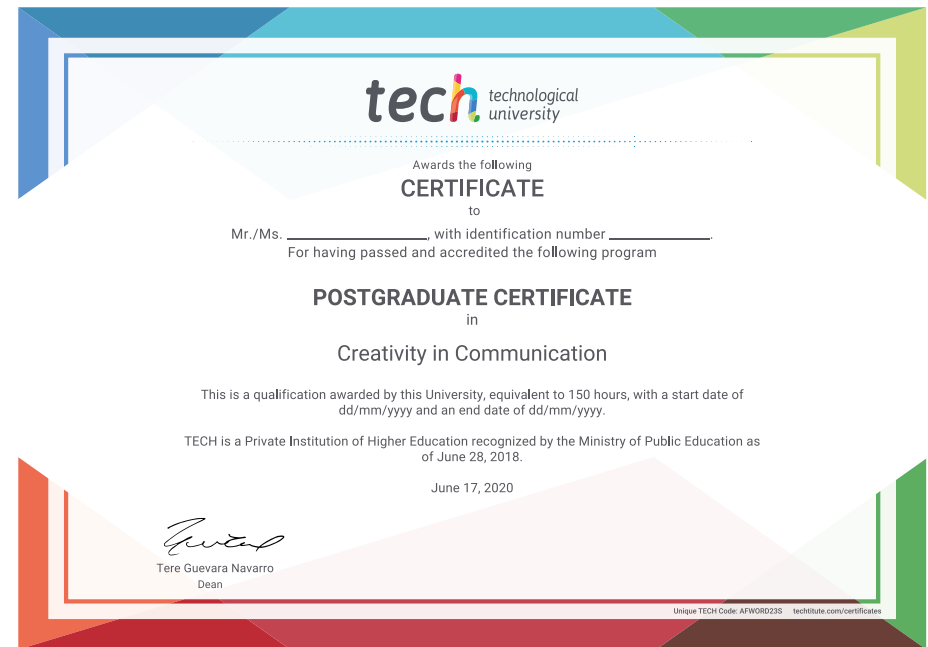 tech technological
university
Awards the following
CERTIFICATE
to
Mr./Ms. ____________, with identification number ____________.
For having passed and accredited the following program
POSTGRADUATE CERTIFICATE
in
Creativity in Communication
This is a qualification awarded by this University, equivalent to 150 hours, with a start date of
dd/mm/yyyy and an end date of dd/mm/yyyy.
TECH is a Private Institution of Higher Education recognized by the Ministry of Public Education as
of June 28, 2018.
June 17, 2020
Tere Guevara Navarro
Dean
Unique TECH Code: AFWORD23S techtitute.com/certificates